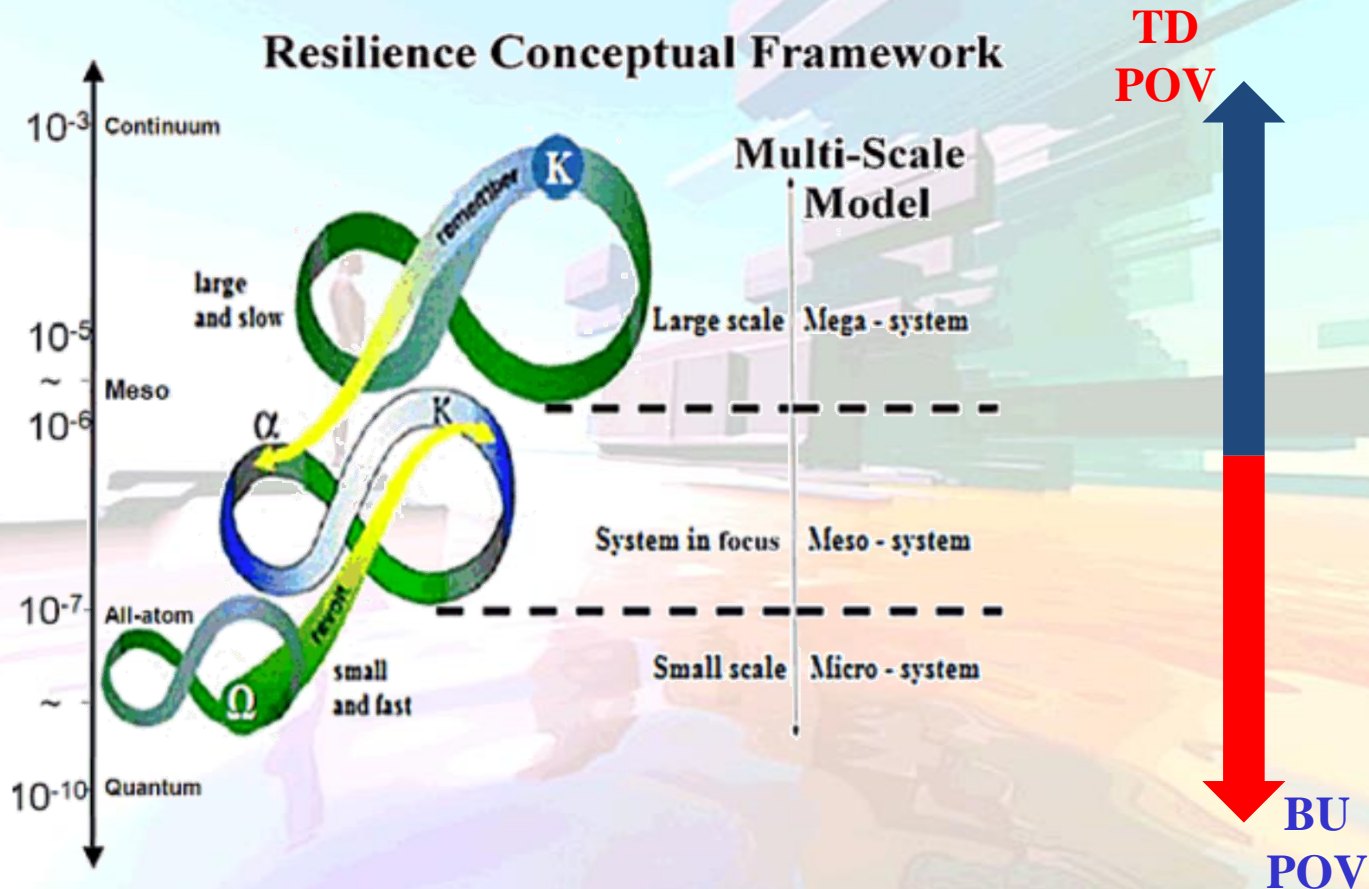 Resilience Conceptual Framework
TD
POV
10-3
Continuum
K
remember
Multi-Scale
Model
large
and slow
10-5
Large scale
Mega - system
~
Meso
10-6
α
K
System in focus
Meso - system
10-7
All-atom
revolt
small
and fast
Small scale
Micro - system
~
Ω
10-10
Quantum
BU
POV